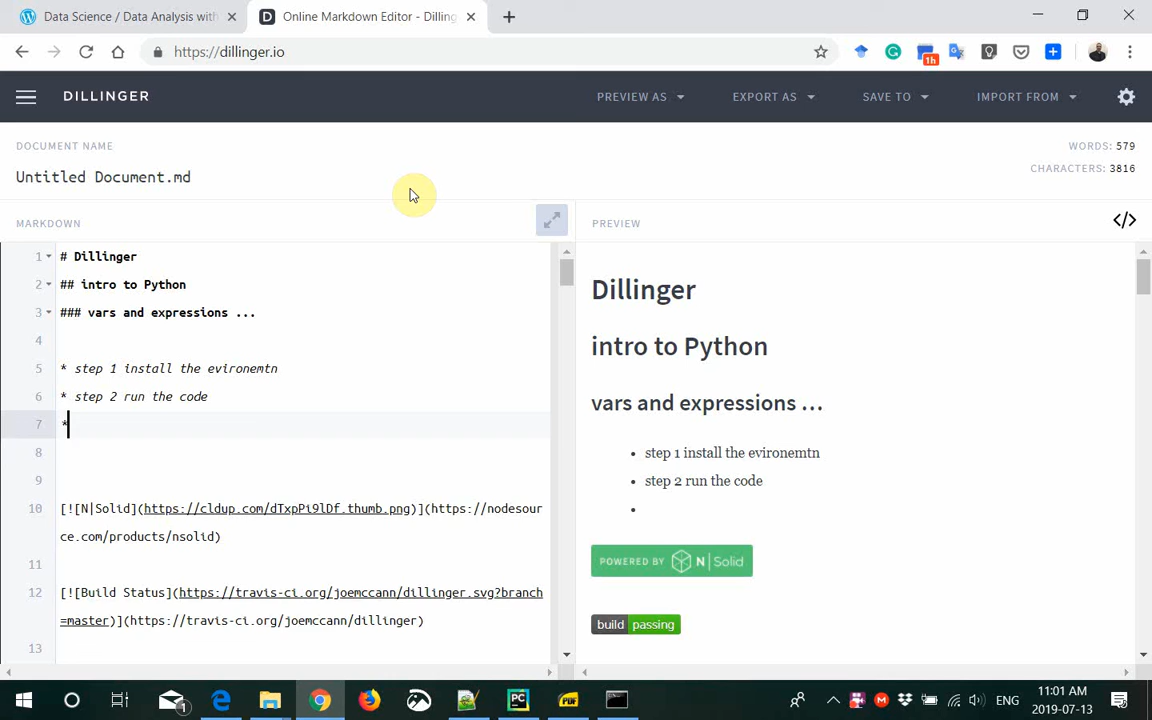 Data Science / Data Analysis with
Online Markdown Editor - Dilling
https://dillinger.io
1h
DILLINGER
PREVIEW AS
EXPORT AS
SAVE TO
IMPORT FROM
DOCUMENT NAME
WORDS: 579
Untitled Document.md
CHARACTERS: 3816
MARKDOWN
PREVIEW
</>
1 # Dillinger
2 ## intro to Python
3 ### vars and expressions ...
4
5 * step 1 install the evironemtn
6 * step 2 run the code
7 *
8
9
10 [![N|Solid](https://cldup.com/dTxpPi9lDf.thumb.png)](https://nodesour
ce.com/products/nsolid)
11
12 [![Build Status](https://travis-ci.org/joemccann/dillinger.svg?branch
=master)](https://travis-ci.org/joemccann/dillinger)
13
Dillinger
intro to Python
vars and expressions ...
• step 1 install the evironemtn
• step 2 run the code
•
POWERED BY N | Solid
build passing
1
PC
PDF
ENG
11:01 AM
2019-07-13